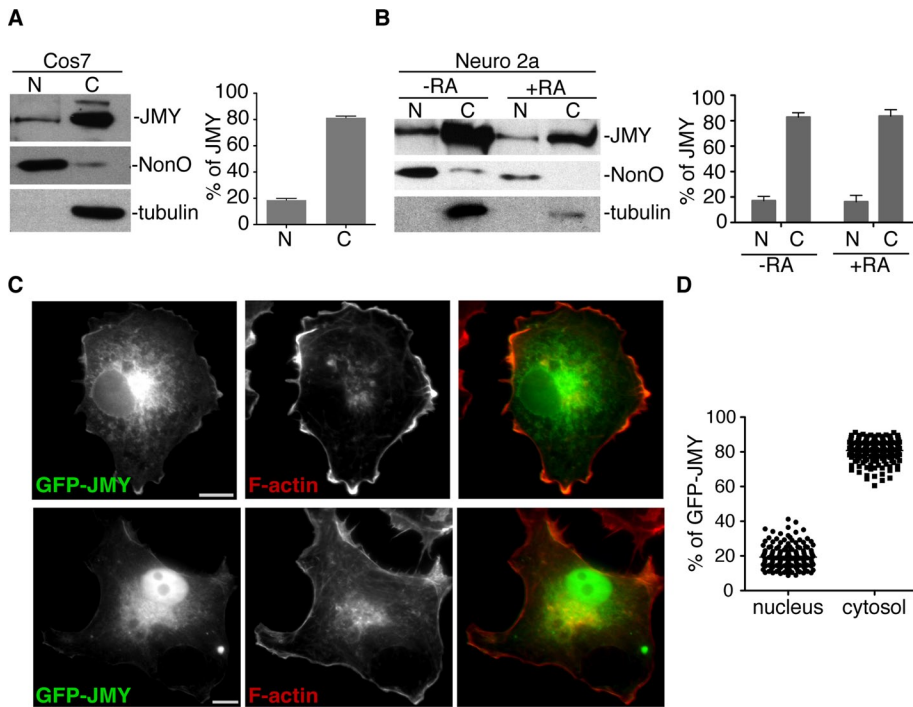 A
Cos7
N C
-JMY
-NonO
-tubulin
% of JMY
100
80
60
40
20
0
N C
B
Neuro 2a
-RA +RA
N C N C
-JMY
-NonO
-tubulin
% of JMY
100
80
60
40
20
0
N C N C
-RA +RA
C
GFP-JMY F-actin
GFP-JMY F-actin
D
% of GFP-JMY
100
80
60
40
20
0
nucleus cytosol